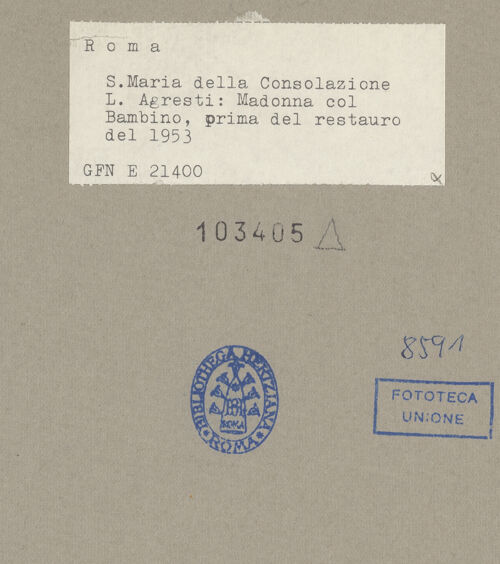 Roma
S.Maria della Consolazione
L. Agresti: Madonna col
Bambino, prima del restauro
del 1953
GFN E 21400
103405
8591
BIBLIOTHECA HERTZIANA
ROMA
ROMA
FOTOTECA
UNIONE